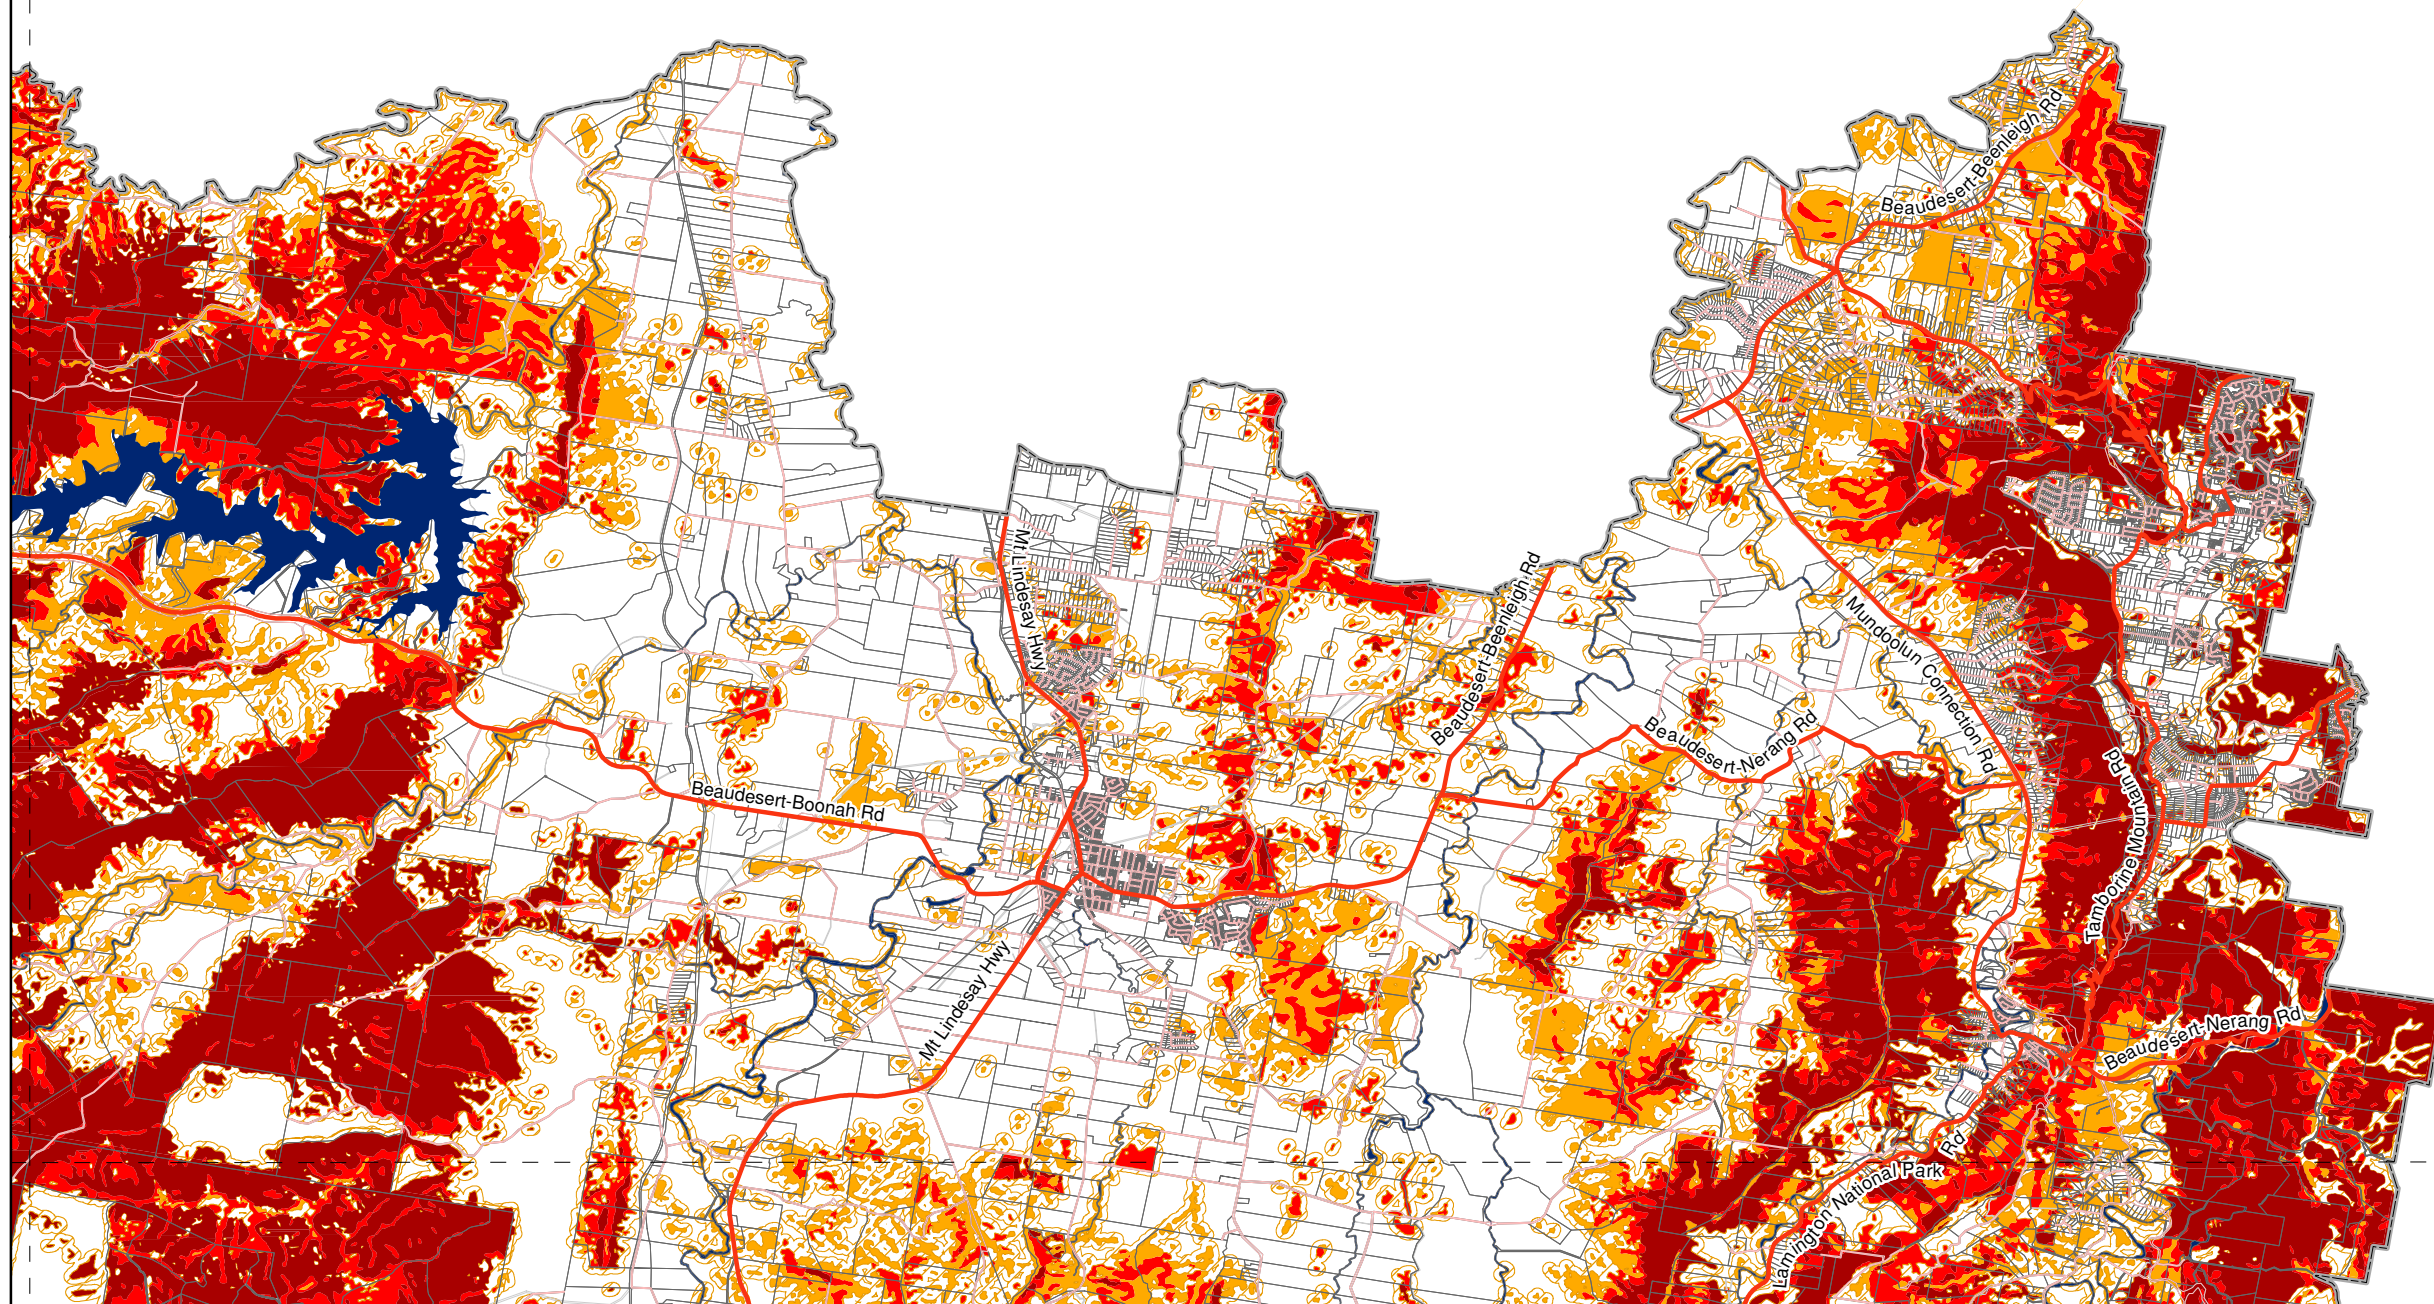 Beaudesert-Beenleigh Rd
Mt Lindesay Hwy
Beaudesert-Beenleigh Rd
Mundoolun Connection Rd
Beaudesert-Nerang Rd
Beaudesert-Boonah Rd
Tamborine Mountain Rd
Mt Lindesay Hwy
Beaudesert-Nerang Rd
Lamington National Park Rd